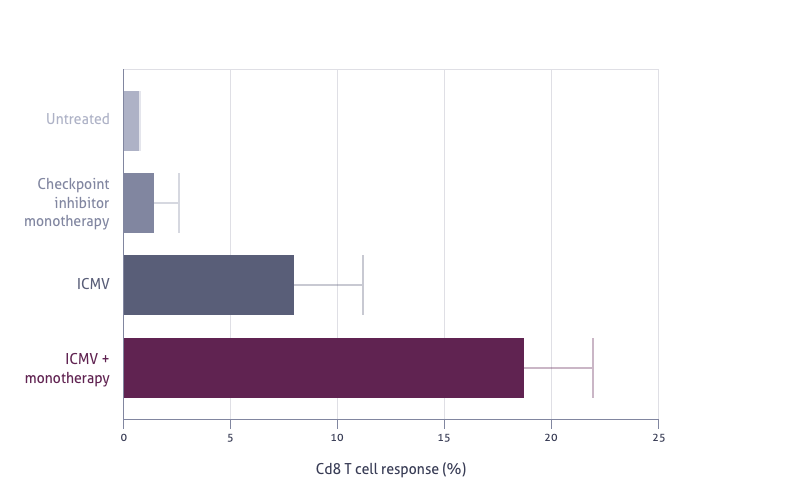 Untreated
Checkpoint
inhibitor
monotherapy
ICMV
ICMV +
monotherapy
0 5 10 15 20 25
Cd8 T cell response (%)